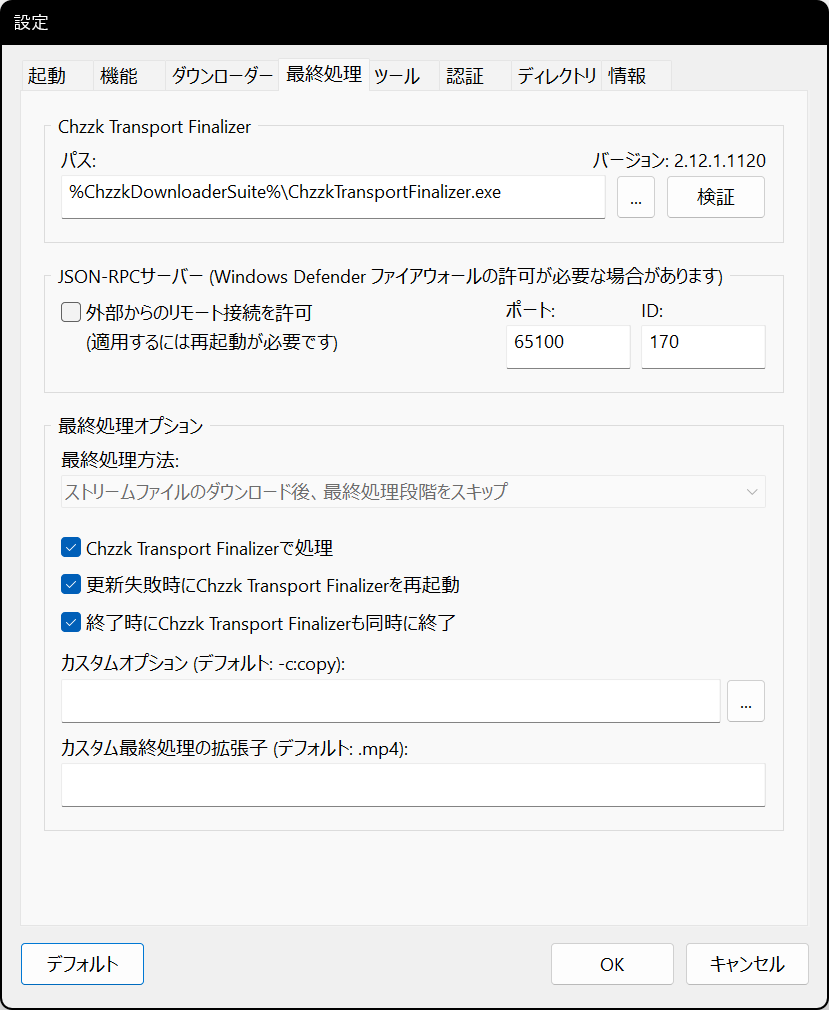 設定
起動 機能 ダウンローダー 最終処理 ツール 認証 ディレクトリ 情報
Chzzk Transport Finalizer
パス: バージョン: 2.12.1.1120
%ChzzkDownloaderSuite%\ChzzkTransportFinalizer.exe ... 検証
JSON-RPCサーバー (Windows Defender ファイアウォールの許可が必要な場合があります)
外部からのリモート接続を許可 ポート: ID:
(適用するには再起動が必要です) 65100 170
最終処理オプション
最終処理方法:
ストリームファイルのダウンロード後、最終処理段階をスキップ
Chzzk Transport Finalizerで処理
更新失敗時にChzzk Transport Finalizerを再起動
終了時にChzzk Transport Finalizerも同時に終了
カスタムオプション (デフォルト: -c:copy):
...
カスタム最終処理の拡張子 (デフォルト: .mp4):
デフォルト OK キャンセル